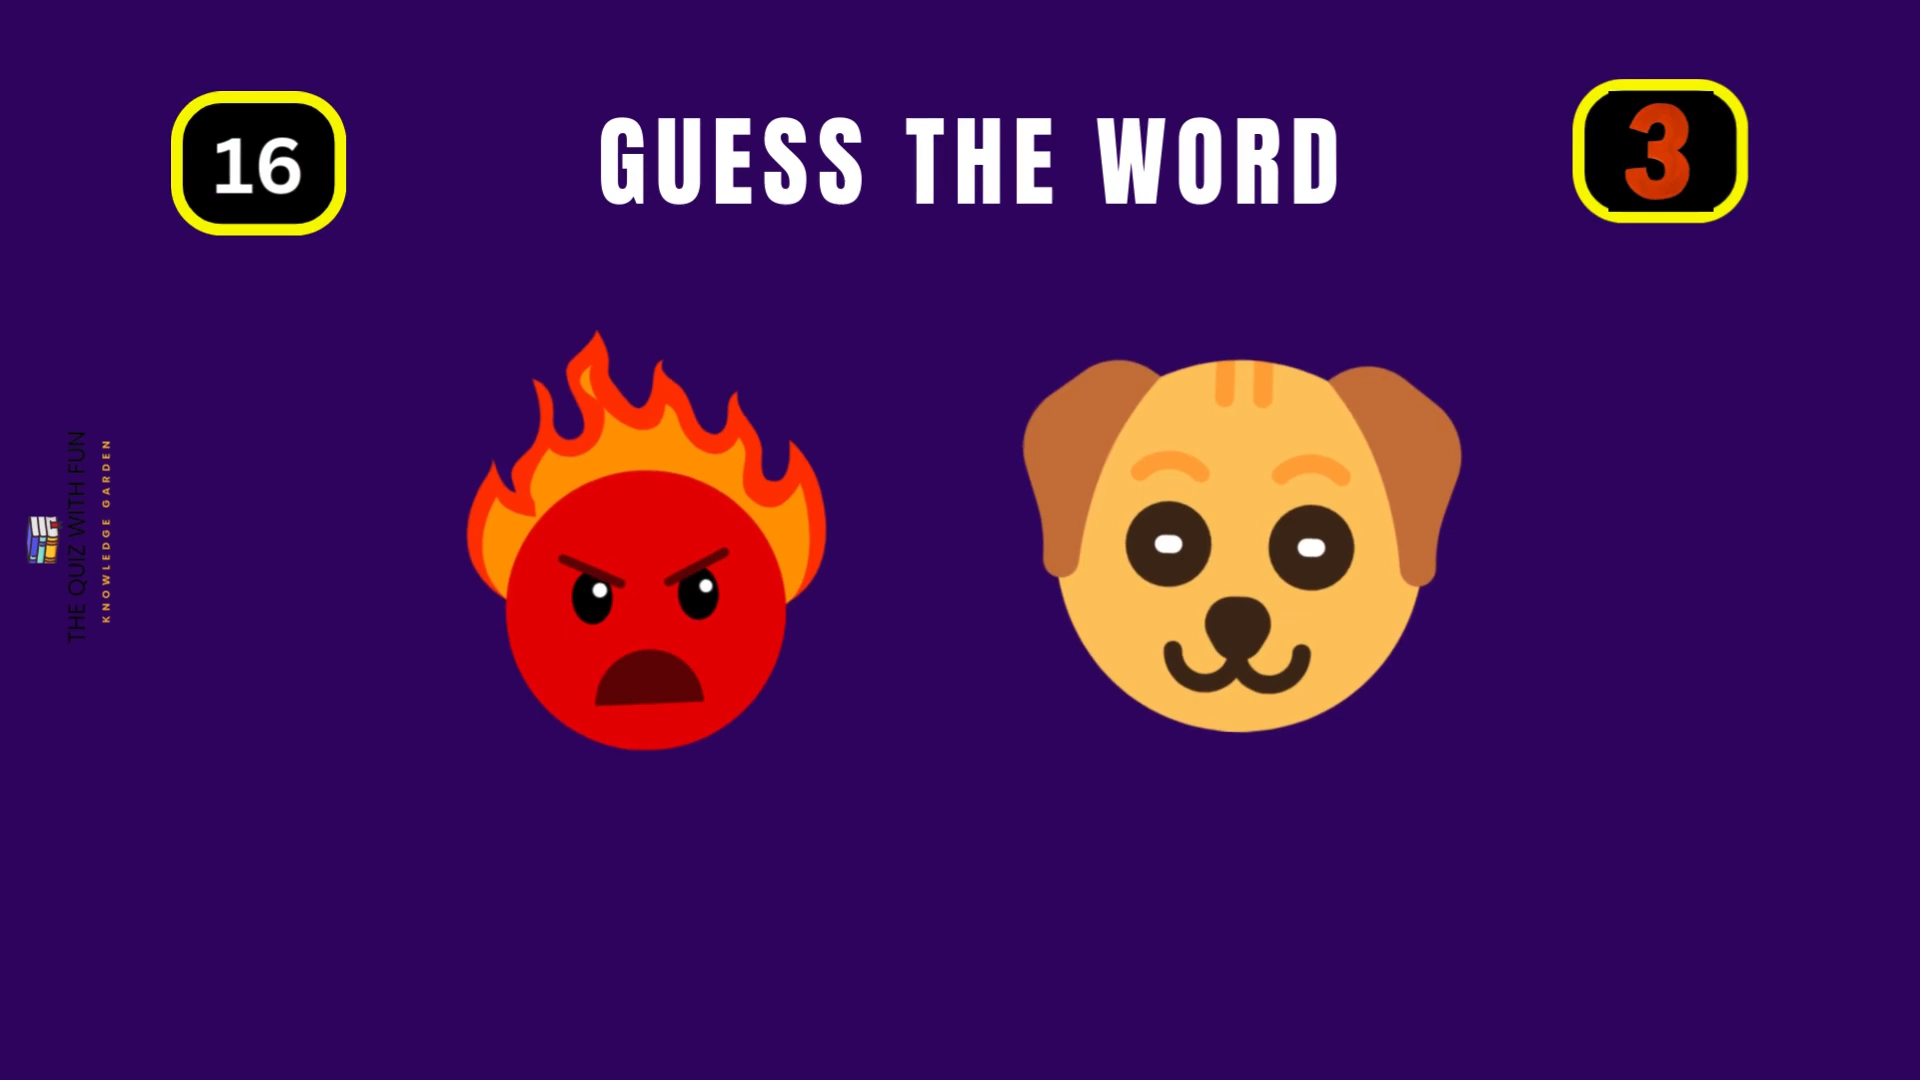 16
GUESS THE WORD
3
THE QUIZ WITH FUN
KNOWLEDGE GARDEN